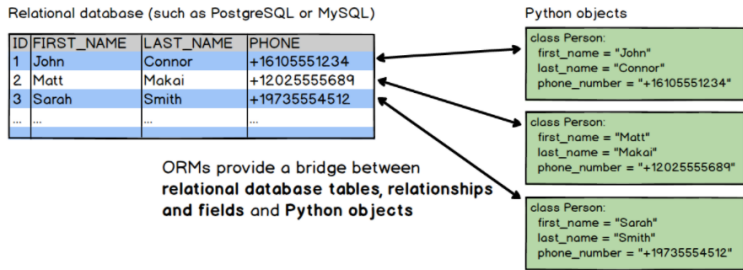 Relational database (such as PostgreSQL or MySQL)
ID FIRST_NAME LAST_NAME PHONE
1 John Connor +16105551234
2 Matt Makai +12025555689
3 Sarah Smith +19735554512
... ... ... ...
ORMs provide a bridge between
relational database tables, relationships
and fields and Python objects
Python objects
class Person:
first_name = "John"
last_name = "Connor"
phone_number = "+16105551234"
class Person:
first_name = "Matt"
last_name = "Makai"
phone_number = "+12025555689"
class Person:
first_name = "Sarah"
last_name = "Smith"
phone_number = "+19735554512"